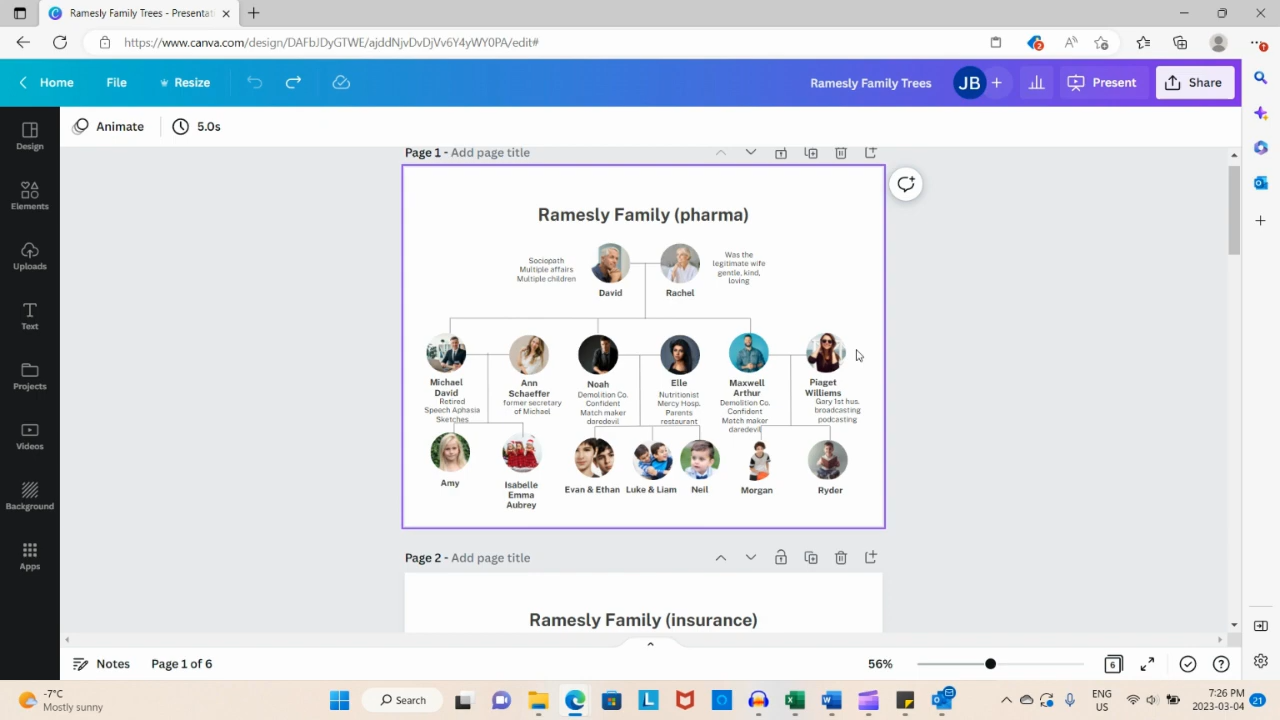 Ramesly Family Trees - Presentat
https://www.canva.com/design/DAFbJDyGTWE/ajddNjvDvDjVv6Y4yWY0PA/edit#
2
Home
File
Resize
Ramesly Family Trees
JB
Present
Share
Animate
5.0s
Design
Elements
Uploads
Text
Projects
Videos
Background
Apps
Page 1 - Add page title
Ramesly Family (pharma)
Sociopath
Multiple affairs
Multiple children
Was the
legitimate wife
gentle, kind,
loving
David
Rachel
Michael
David
Retired
Speech Aphasia
Sketches
Ann
Schaeffer
former secretary
of Michael
Noah
Demolition Co.
Confident
Match maker
daredevil
Elle
Nutritionist
Mercy Hosp.
Parents
restaurant
Maxwell
Arthur
Demolition Co.
Confident
Match maker
daredevil
Piaget
Williems
Gary 1st hus.
broadcasting
podcasting
Amy
Isabelle
Emma
Aubrey
Evan & Ethan
Luke & Liam
Neil
Morgan
Ryder
Page 2 - Add page title
Ramesly Family (insurance)
Notes
Page 1 of 6
56%
6
-7°C
Mostly sunny
Search
ENG
US
7:26 PM
2023-03-04
21